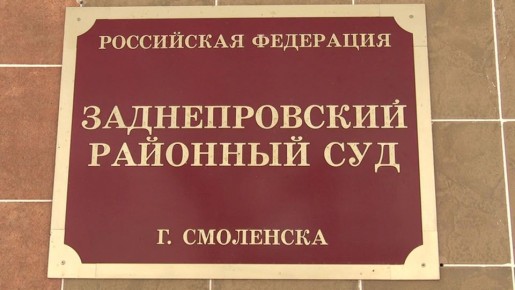 РОССИЙСКАЯ ФЕДЕРАЦИЯ
ЗАДНЕПРОВСКИЙ
РАЙОННЫЙ СУД
Г. СМОЛЕНСКА